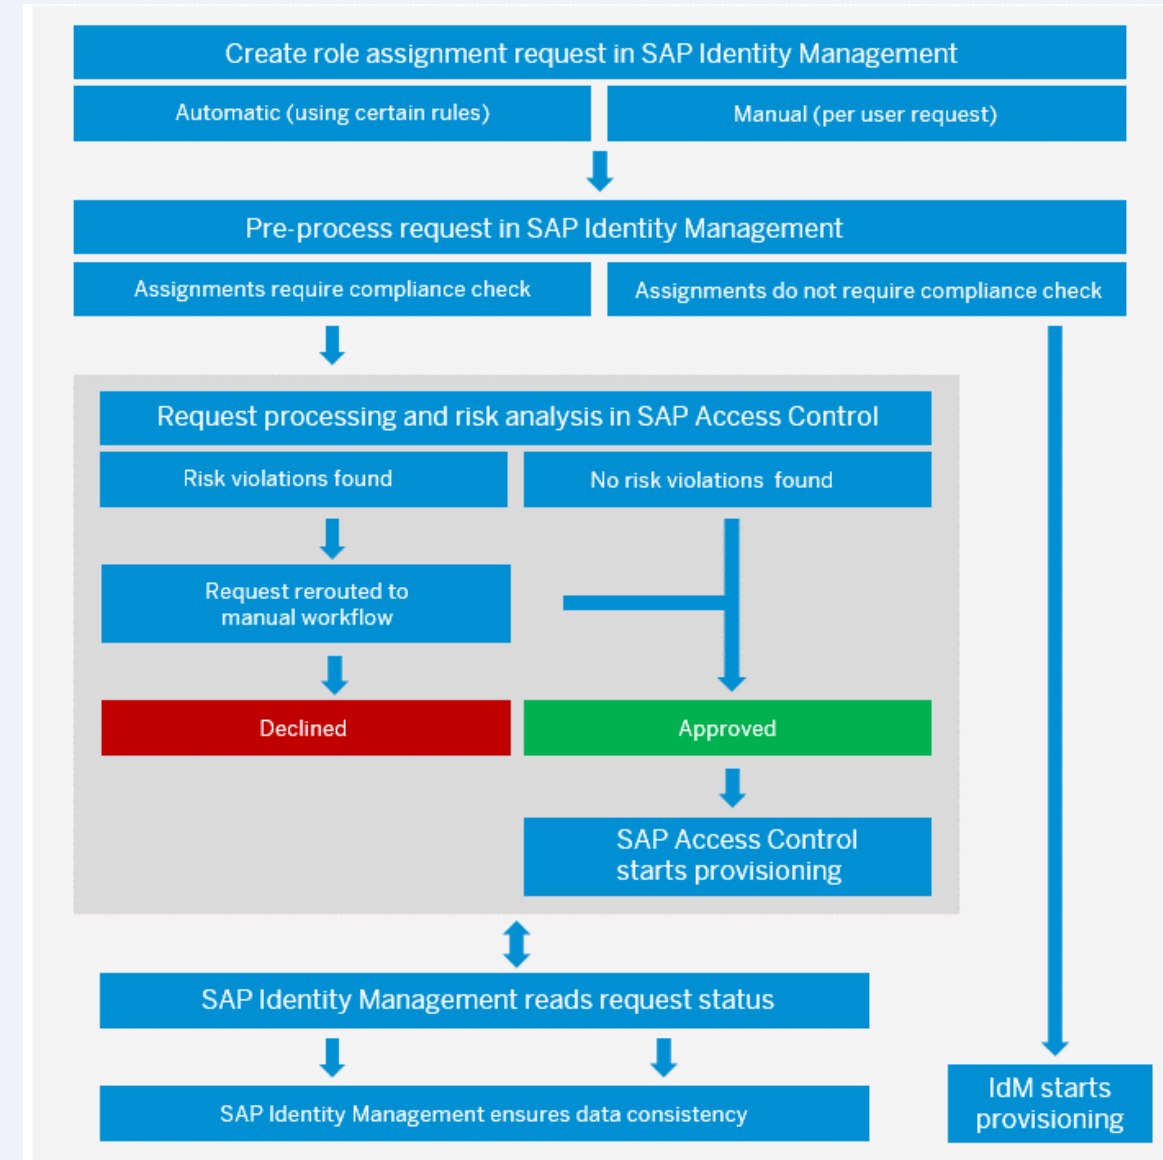 Create role assignment request in SAP Identity Management
Automatic (using certain rules)
Manual (per user request)
Pre-process request in SAP Identity Management
Assignments require compliance check
Assignments do not require compliance check
Request processing and risk analysis in SAP Access Control
Risk violations found
No risk violations found
Request rerouted to
manual workflow
Declined
Approved
SAP Access Control
starts provisioning
SAP Identity Management reads request status
SAP Identity Management ensures data consistency
IdM starts
provisioning